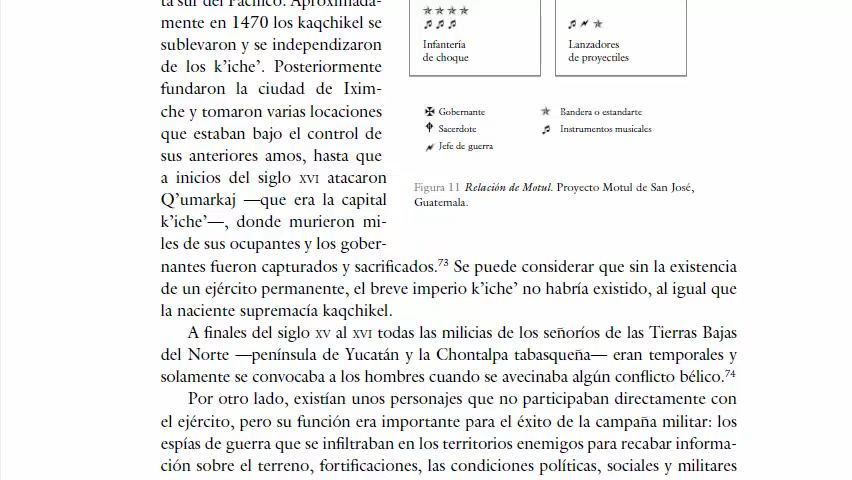 ta sur del Pacífico. Aproximada-
mente en 1470 los kaqchikel se
sublevaron y se independizaron
de los k’iche’. Posteriormente
fundaron la ciudad de Ixim-
che y tomaron varias locaciones
que estaban bajo el control de
sus anteriores amos, hasta que
a inicios del siglo XVI atacaron
Q’umarkaj —que era la capital
k’iche’—, donde murieron mi-
les de sus ocupantes y los gober-
Infantería
de choque
Lanzadores
de proyectiles
Gobernante
Sacerdote
Jefe de guerra
Bandera o estandarte
Instrumentos musicales
Figura 11 Relación de Motul. Proyecto Motul de San José,
Guatemala.
nantes fueron capturados y sacrificados.73 Se puede considerar que sin la existencia
de un ejército permanente, el breve imperio k’iche’ no habría existido, al igual que
la naciente supremacía kaqchikel.
A finales del siglo XV al XVI todas las milicias de los señoríos de las Tierras Bajas
del Norte —península de Yucatán y la Chontalpa tabasqueña— eran temporales y
solamente se convocaba a los hombres cuando se avecinaba algún conflicto bélico.74
Por otro lado, existían unos personajes que no participaban directamente con
el ejército, pero su función era importante para el éxito de la campaña militar: los
espías de guerra que se infiltraban en los territorios enemigos para recabar informa-
ción sobre el terreno, fortificaciones, las condiciones políticas, sociales y militares